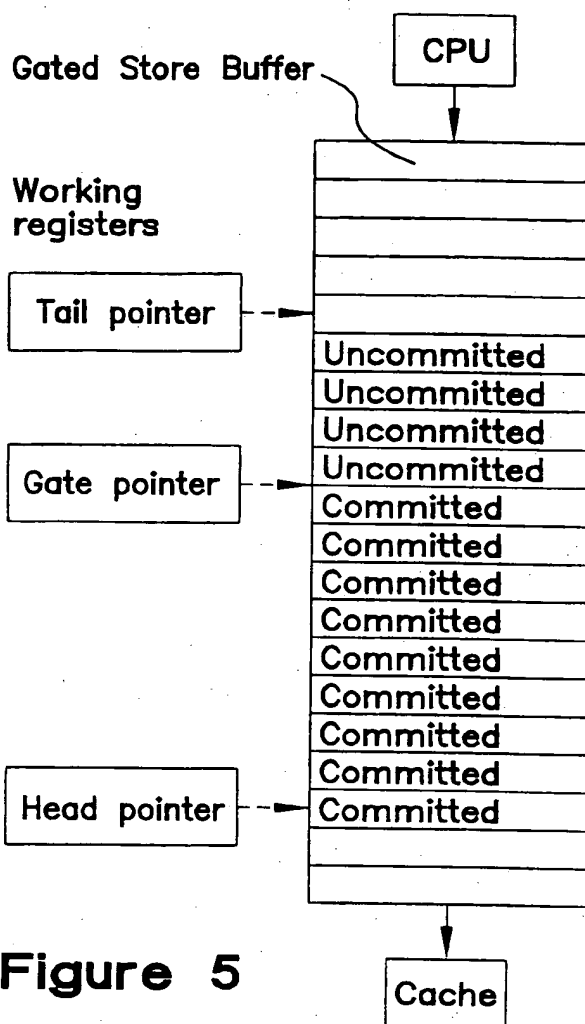 CPU
Gated Store Buffer
Working
registers
Tail pointer
Uncommitted
Uncommitted
Uncommitted
Uncommitted
Gate pointer
Committed
Committed
Committed
Committed
Committed
Committed
Committed
Committed
Head pointer
Committed
Figure 5
Cache